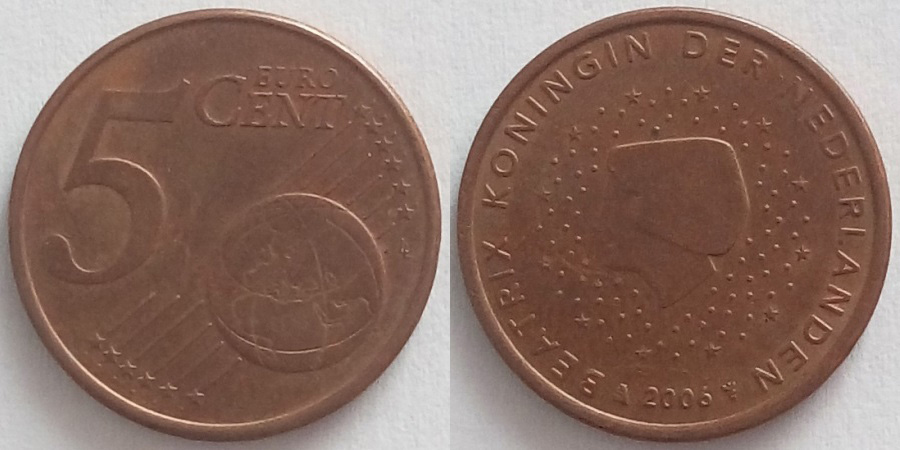 5
EURO
CENT
BEATRIX KONINGIN DER NEDERLANDEN
2006